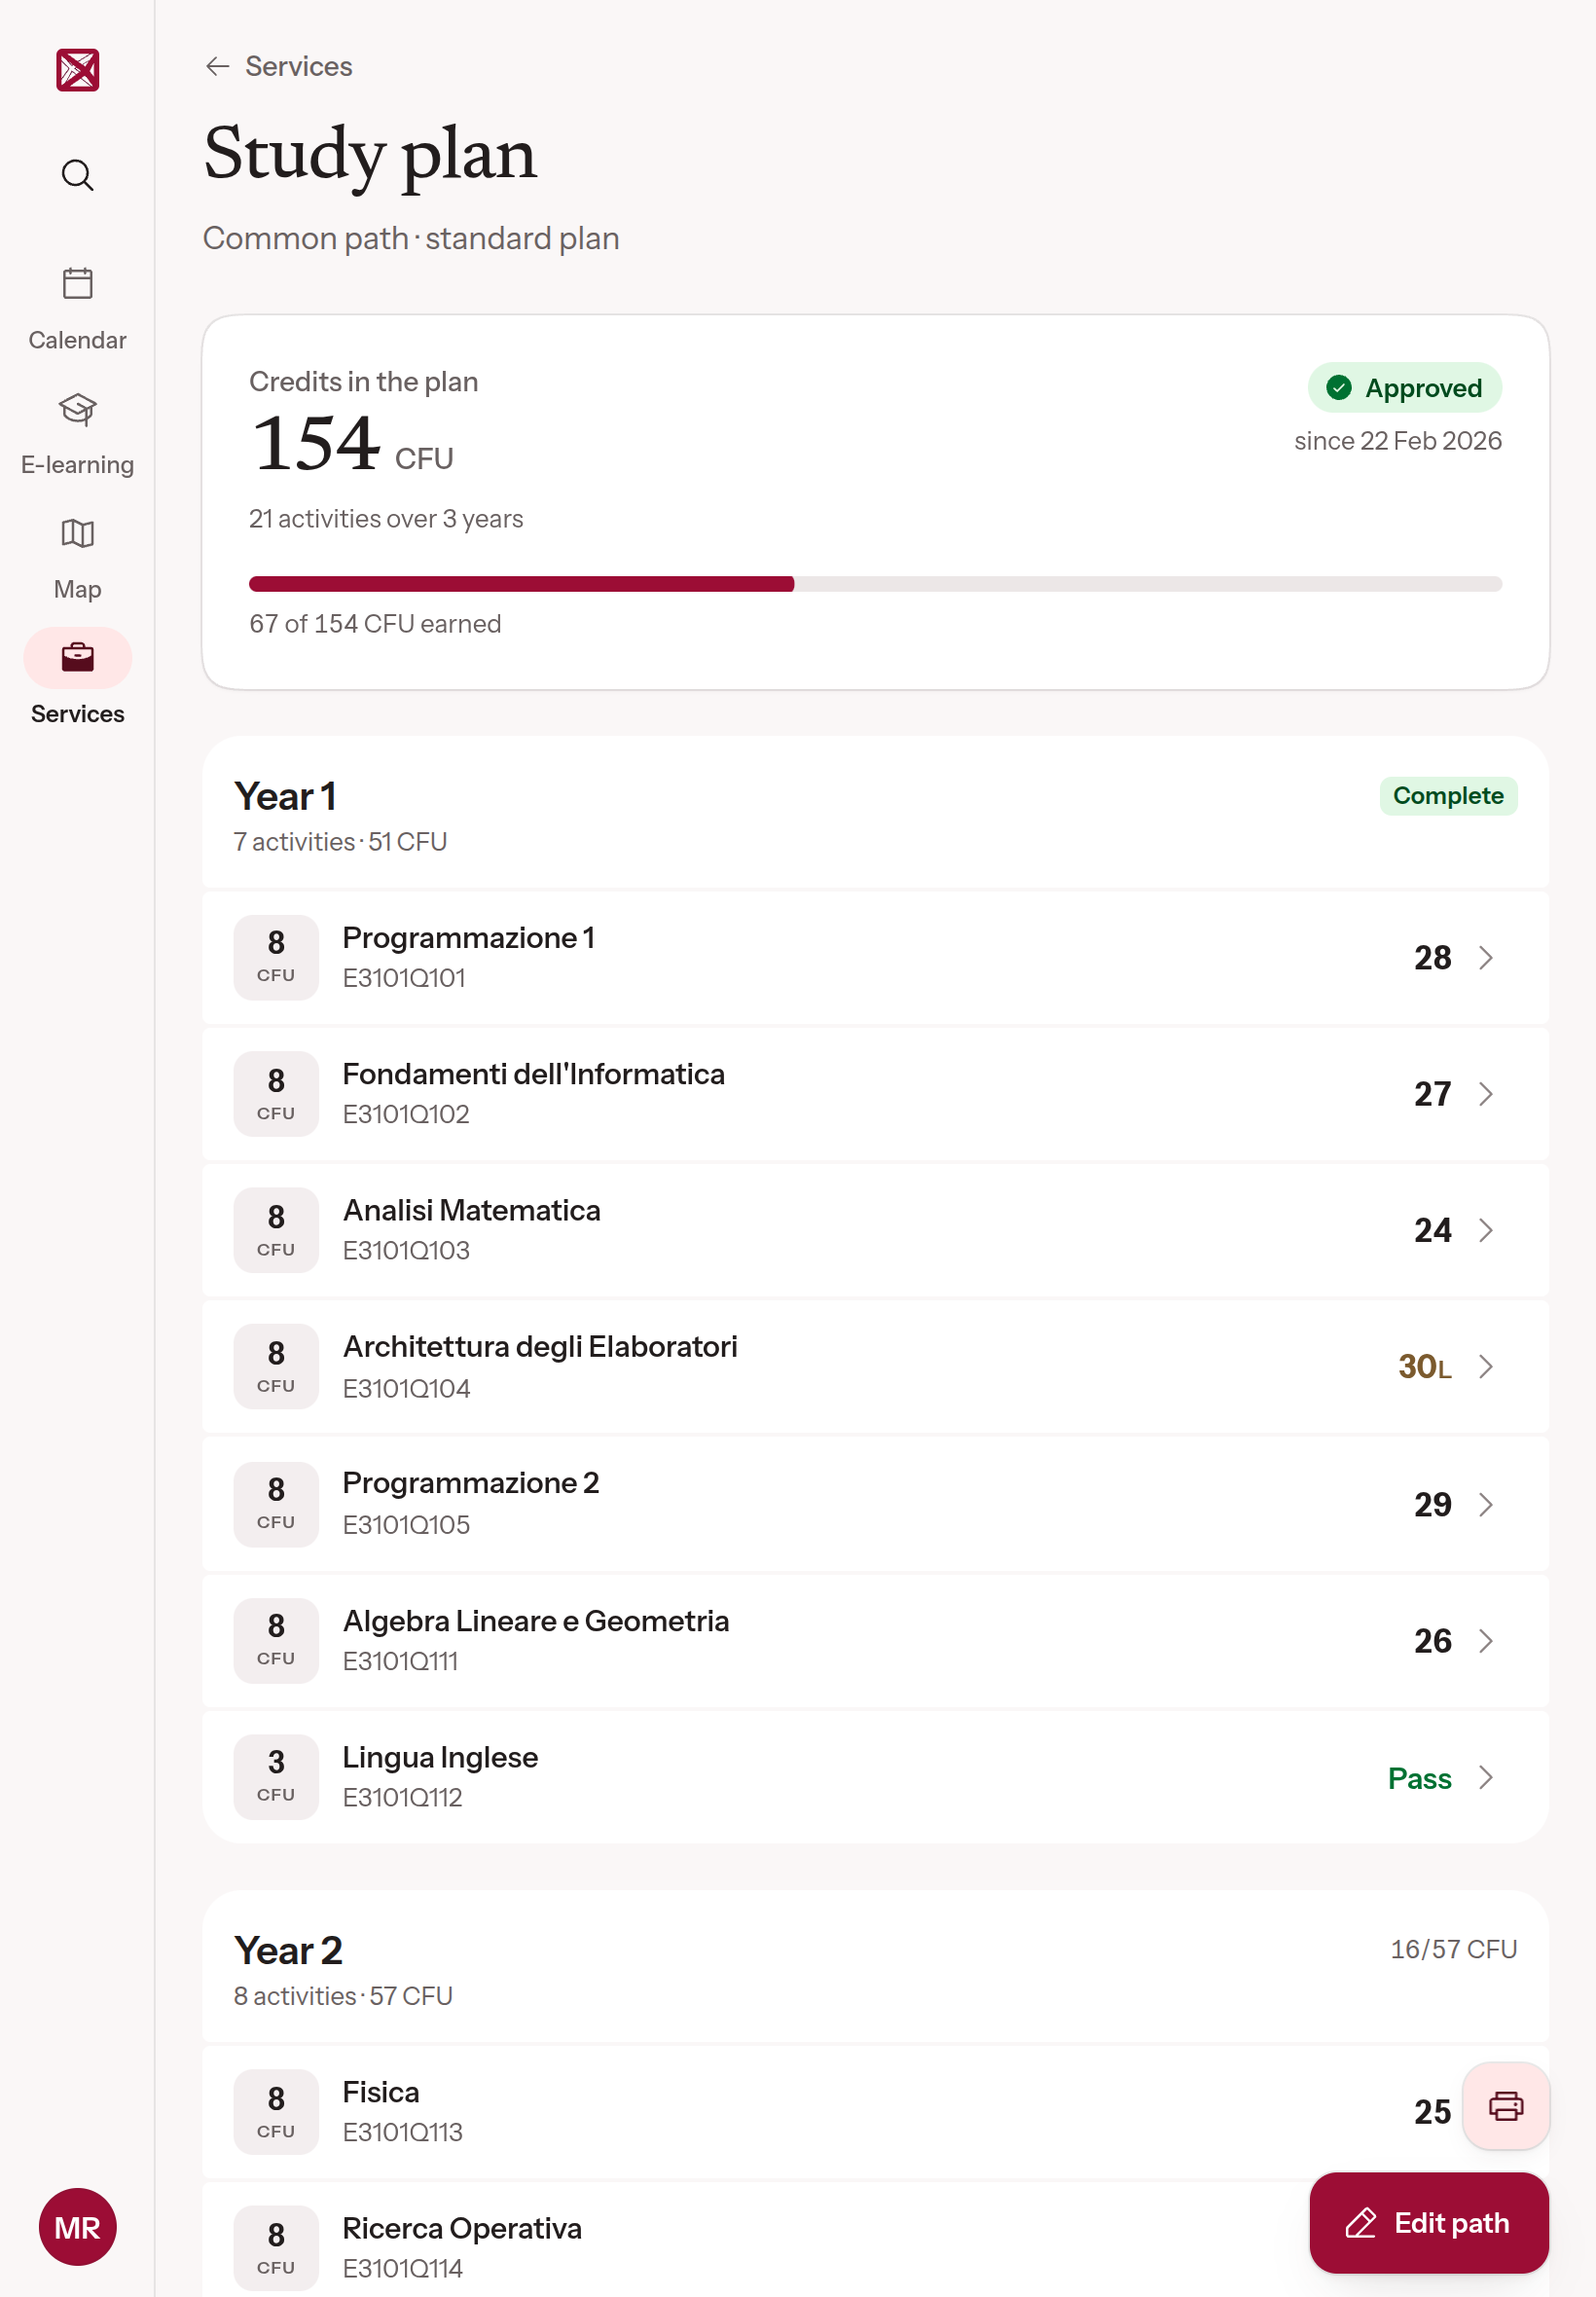 Services
Study plan
Common path · standard plan
Calendar
E-learning
Map
Services
MR
Credits in the plan
154 CFU
21 activities over 3 years
67 of 154 CFU earned
Approved
since 22 Feb 2026
Year 1
7 activities · 51 CFU
Complete
8 CFU
Programmazione 1
E3101Q101
28
8 CFU
Fondamenti dell'Informatica
E3101Q102
27
8 CFU
Analisi Matematica
E3101Q103
24
8 CFU
Architettura degli Elaboratori
E3101Q104
30L
8 CFU
Programmazione 2
E3101Q105
29
8 CFU
Algebra Lineare e Geometria
E3101Q111
26
3 CFU
Lingua Inglese
E3101Q112
Pass
Year 2
8 activities · 57 CFU
16/57 CFU
8 CFU
Fisica
E3101Q113
25
8 CFU
Ricerca Operativa
E3101Q114
Edit path